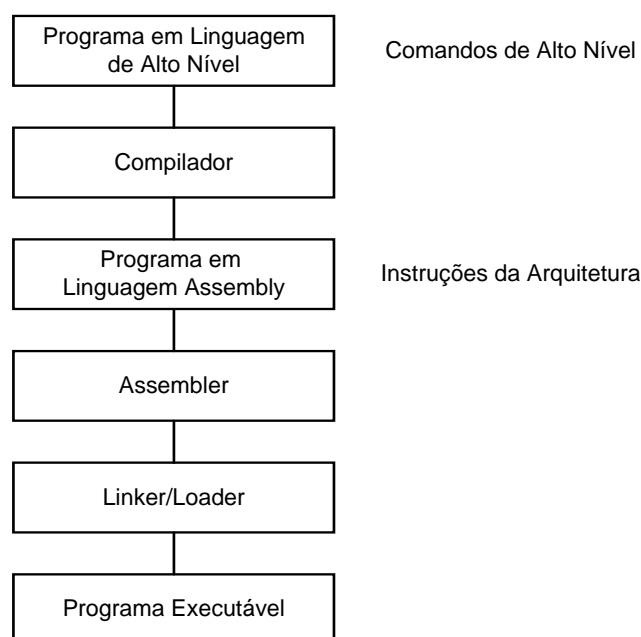 Programa em Linguagem
de Alto Nível
Comandos de Alto Nível
Compilador
Programa em
Linguagem Assembly
Instruções da Arquitetura
Assembler
Linker/Loader
Programa Executável